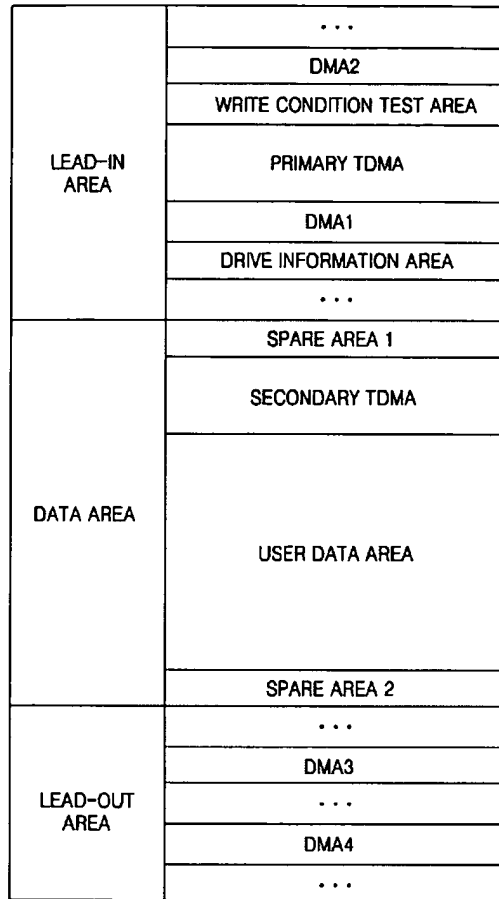 LEAD-IN
AREA
. . .
DMA2
WRITE CONDITION TEST AREA
PRIMARY TDMA
DMA1
DRIVE INFORMATION AREA
. . .
DATA AREA
SPARE AREA 1
SECONDARY TDMA
USER DATA AREA
SPARE AREA 2
LEAD-OUT
AREA
. . .
DMA3
. . .
DMA4
. . .